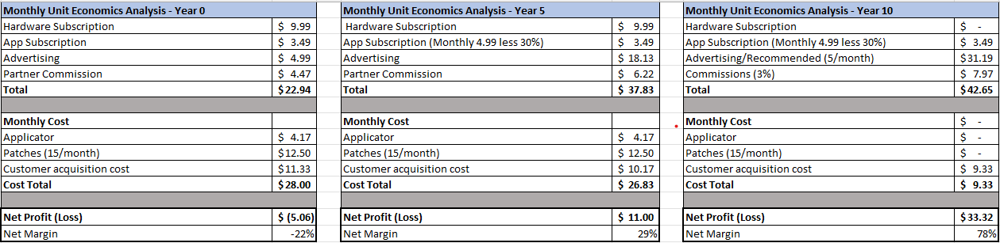 Monthly Unit Economics Analysis - Year 0
Hardware Subscription $ 9.99
App Subscription $ 3.49
Advertising $ 4.99
Partner Commission $ 4.47
Total $22.94
Monthly Cost
Applicator $ 4.17
Patches (15/month) $12.50
Customer acquisition cost $11.33
Cost Total $28.00
Net Profit (Loss) $ (5.06)
Net Margin -22%
Monthly Unit Economics Analysis - Year 5
Hardware Subscription $ 9.99
App Subscription (Monthly 4.99 less 30%) $ 3.49
Advertising $ 18.13
Partner Commission $ 6.22
Total $ 37.83
Monthly Cost
Applicator $ 4.17
Patches (15/month) $ 12.50
Customer acquisition cost $ 10.17
Cost Total $ 26.83
Net Profit (Loss) $ 11.00
Net Margin 29%
Monthly Unit Economics Analysis - Year 10
Hardware Subscription $ -
App Subscription (Monthly 4.99 less 30%) $ 3.49
Advertising/Recommended (5/month) $31.19
Commissions (3%) $ 7.97
Total $42.65
Monthly Cost $ -
Applicator $ -
Patches (15/month) $ -
Customer acquisition cost $ 9.33
Cost Total $ 9.33
Net Profit (Loss) $33.32
Net Margin 78%